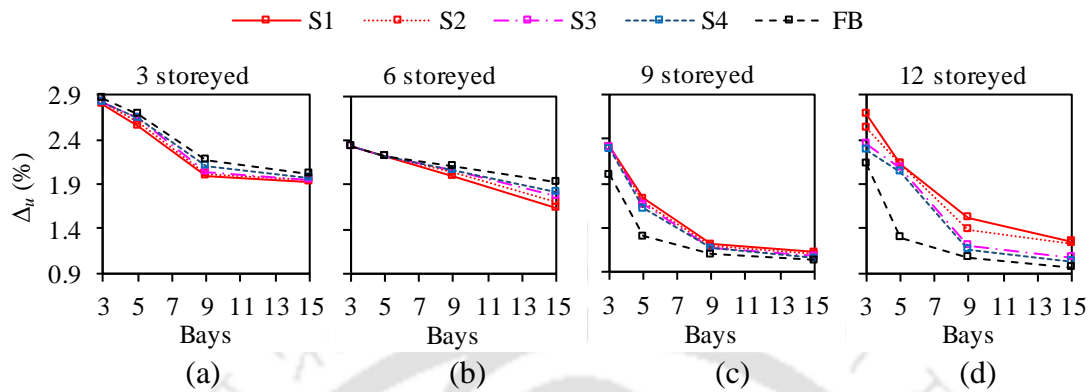 S1 S2 S3 S4 FB
3 storeyed 6 storeyed 9 storeyed 12 storeyed
2.9
2.4
1.9
1.4
0.9
Δu (%)
3 5 7 9 11 13 15 3 5 7 9 11 13 15 3 5 7 9 11 13 15 3 5 7 9 11 13 15
Bays Bays Bays Bays
(a) (b) (c) (d)